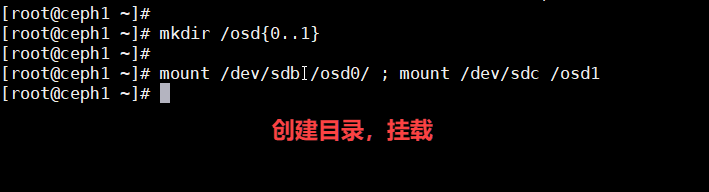 [root@ceph1 ~]#
[root@ceph1 ~]# mkdir /osd{0..1}
[root@ceph1 ~]#
[root@ceph1 ~]# mount /dev/sdb /osd0/ ; mount /dev/sdc /osd1
[root@ceph1 ~]#
创建目录，挂载